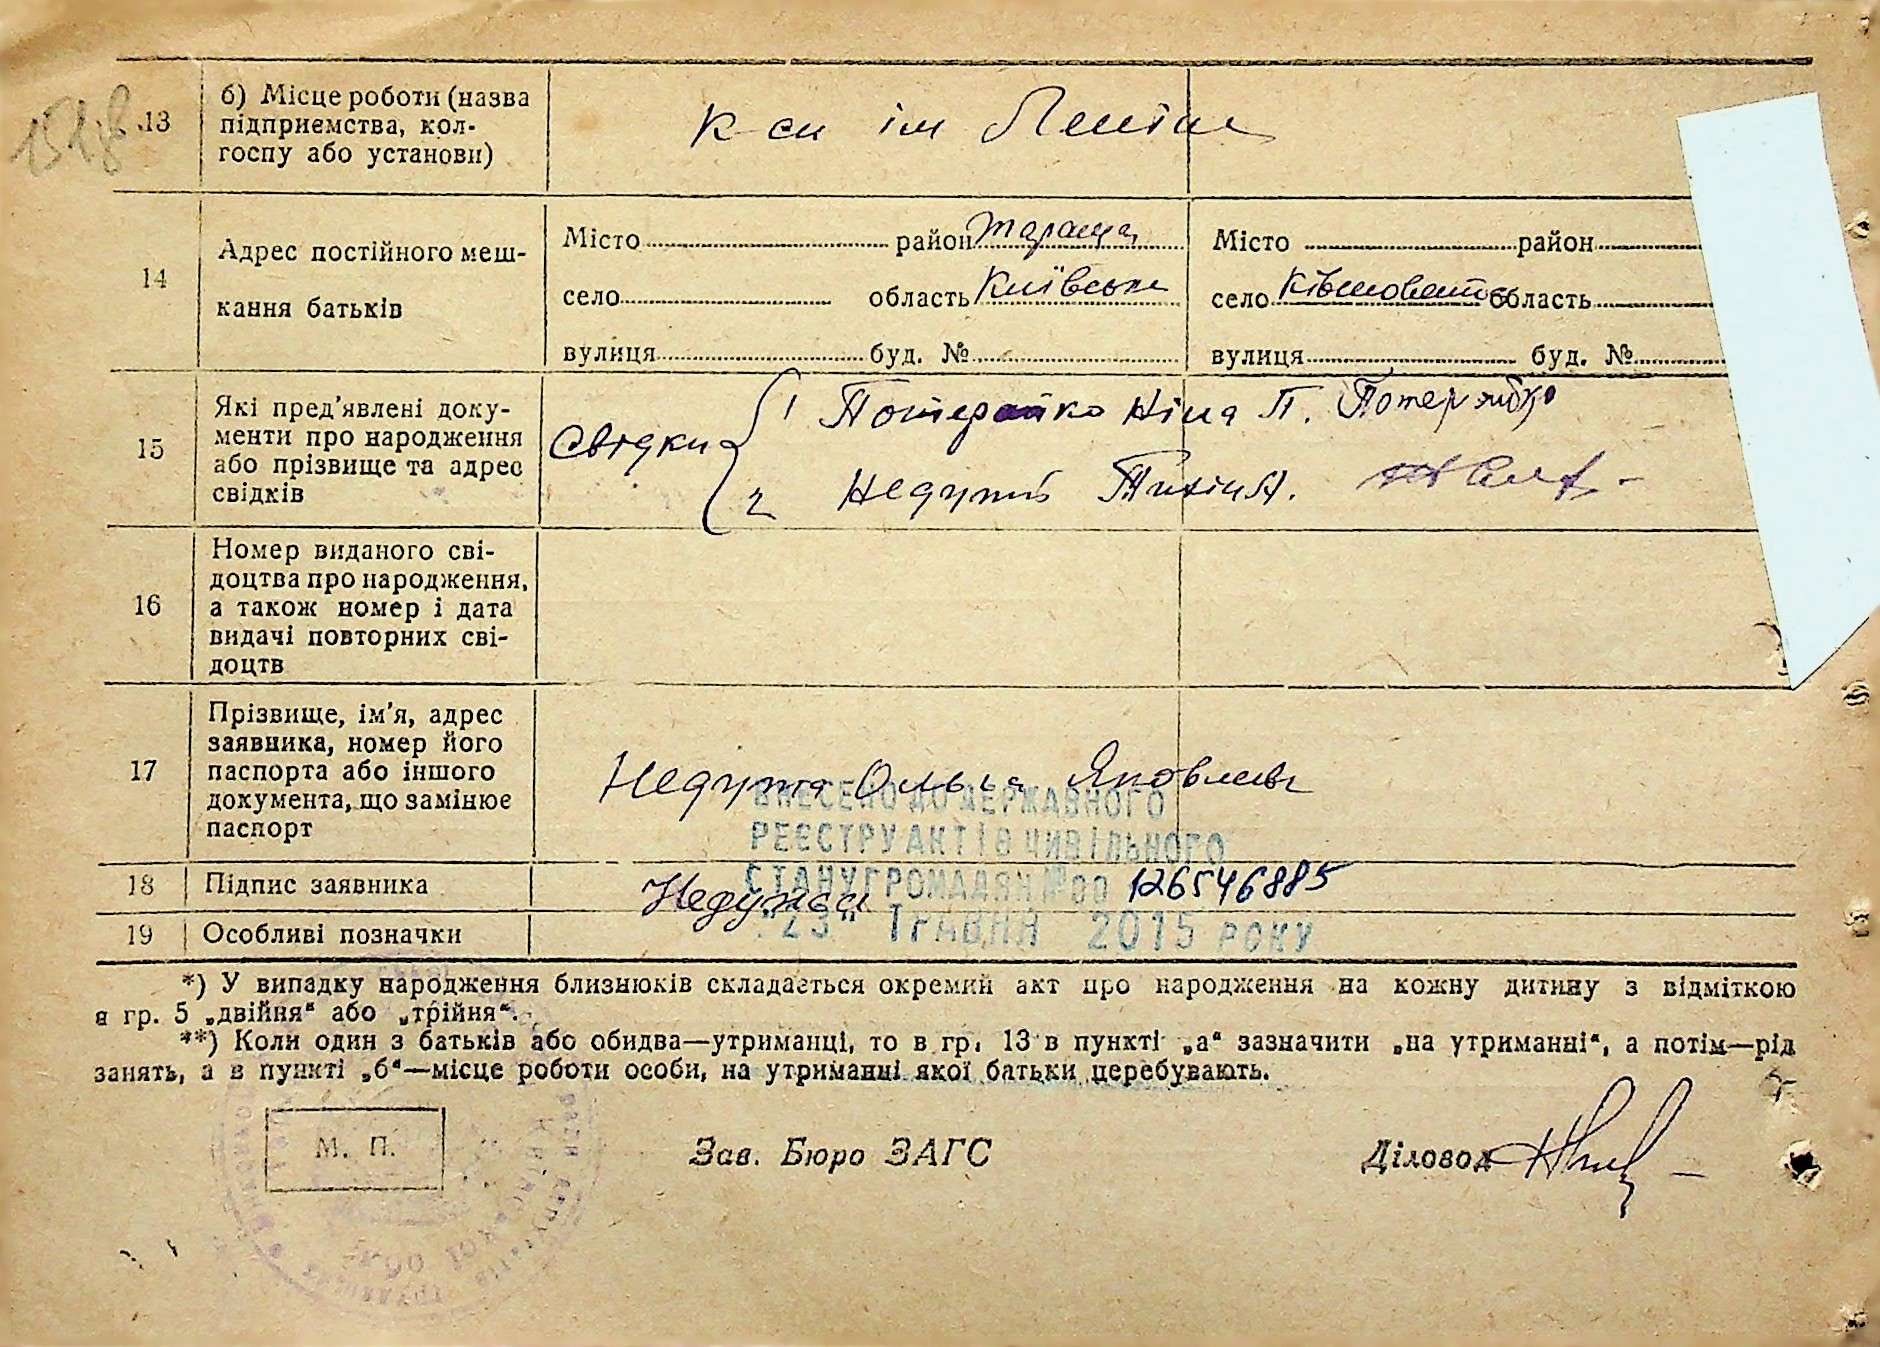 13 б) Місце роботи (назва
підприємства, кол-
госпу або установи)
к-сп ім Леніна
14 Адрес постійного меш-
кання батьків
Місто район Тараща Місто район
село область Київська село Ківшовата область
вулиця буд. № вулиця буд. №
15 Які пред'явлені доку-
менти про народження
або прізвище та адрес
свідків
Свідки
1 Ніна П.
2 Недужий
16 Номер виданого сві-
доцтва про народження,
а також номер і дата
видачі повторних сві-
доцтв
17 Прізвище, ім'я, адрес
заявника, номер його
паспорта або іншого
документа, що замінює
паспорт
Недужа Ольга Яковлевн
ВНЕСЕНО ДО ДЕРЖАВНОГО
РЕЄСТРУ АКТІВ ЦИВІЛЬНОГО
СТАНУ ГРОМАДЯН № 00 126546885
"23" ТРАВНЯ 2015 РОКУ
18 Підпис заявника Недужая
19 Особливі позначки
*) У випадку народження близнюків складається окремий акт про народження на кожну дитину з відміткою
в гр. 5 „двійня“ або „трійня“.
**) Коли один з батьків або обидва—утриманці, то в гр. 13 в пункті „а“ зазначити „на утриманні“, а потім—рід
занять, а в пункті „б“—місце роботи особи, на утриманні якої батьки перебувають.
М. П. Зав. Бюро ЗАГС Діловод